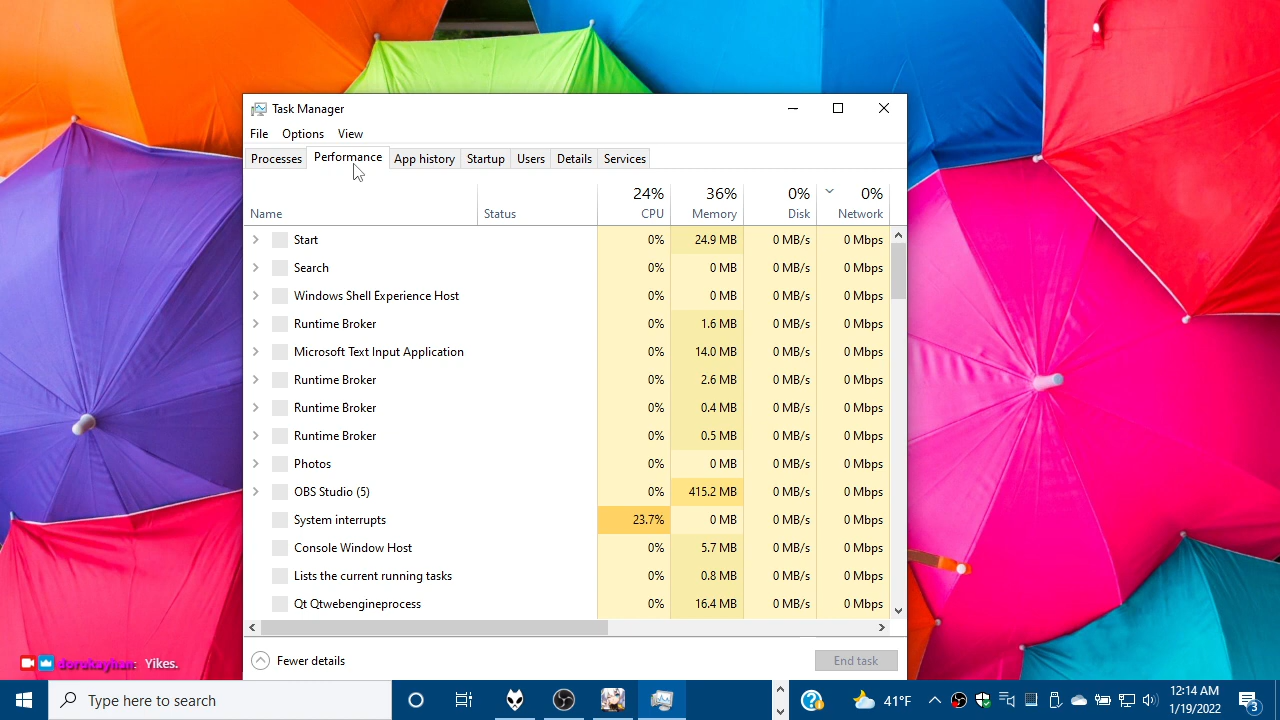 Task Manager
File Options View
Processes Performance App history Startup Users Details Services
24% 36% 0% 0%
Name Status CPU Memory Disk Network
Start 0% 24.9 MB 0 MB/s 0 Mbps
Search 0% 0 MB 0 MB/s 0 Mbps
Windows Shell Experience Host 0% 0 MB 0 MB/s 0 Mbps
Runtime Broker 0% 1.6 MB 0 MB/s 0 Mbps
Microsoft Text Input Application 0% 14.0 MB 0 MB/s 0 Mbps
Runtime Broker 0% 2.6 MB 0 MB/s 0 Mbps
Runtime Broker 0% 0.4 MB 0 MB/s 0 Mbps
Runtime Broker 0% 0.5 MB 0 MB/s 0 Mbps
Photos 0% 0 MB 0 MB/s 0 Mbps
OBS Studio (5) 0% 415.2 MB 0 MB/s 0 Mbps
System interrupts 23.7% 0 MB 0 MB/s 0 Mbps
Console Window Host 0% 5.7 MB 0 MB/s 0 Mbps
Lists the current running tasks 0% 0.8 MB 0 MB/s 0 Mbps
Qt Qtwebengineprocess 0% 16.4 MB 0 MB/s 0 Mbps
Fewer details End task
dorukayhan: Yikes.
Type here to search 41°F 12:14 AM
1/19/2022 3